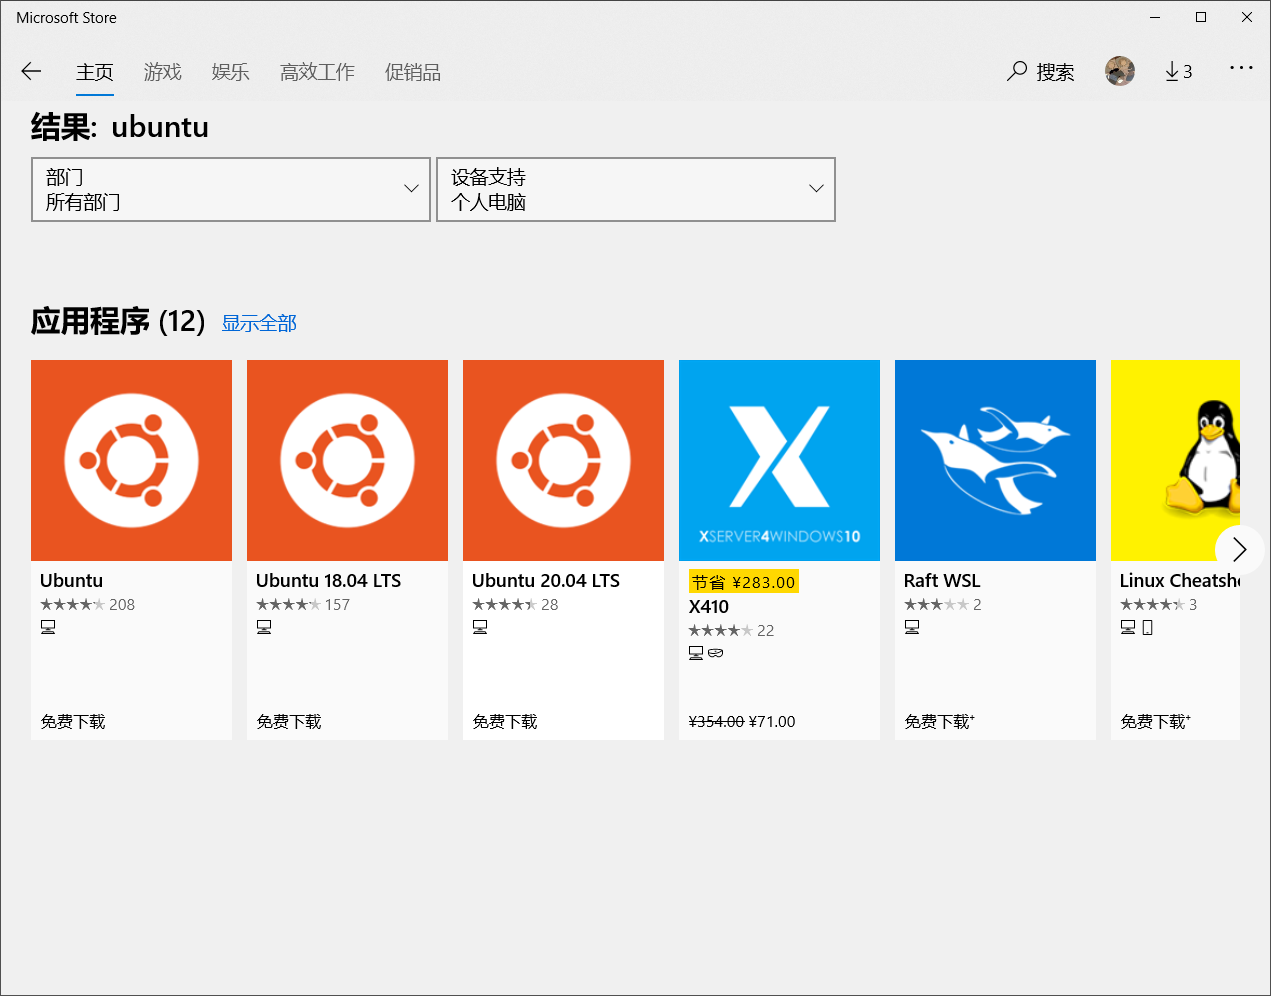 Microsoft Store
主页 游戏 娱乐 高效工作 促销品 搜索 3
结果: ubuntu
部门
所有部门
设备支持
个人电脑
应用程序 (12) 显示全部
Ubuntu
208
免费下载
Ubuntu 18.04 LTS
157
免费下载
Ubuntu 20.04 LTS
28
免费下载
XSERVER4WINDOWS10
节省 ¥283.00
X410
22
¥354.00 ¥71.00
Raft WSL
2
免费下载⁺
Linux Cheatshe
3
免费下载⁺